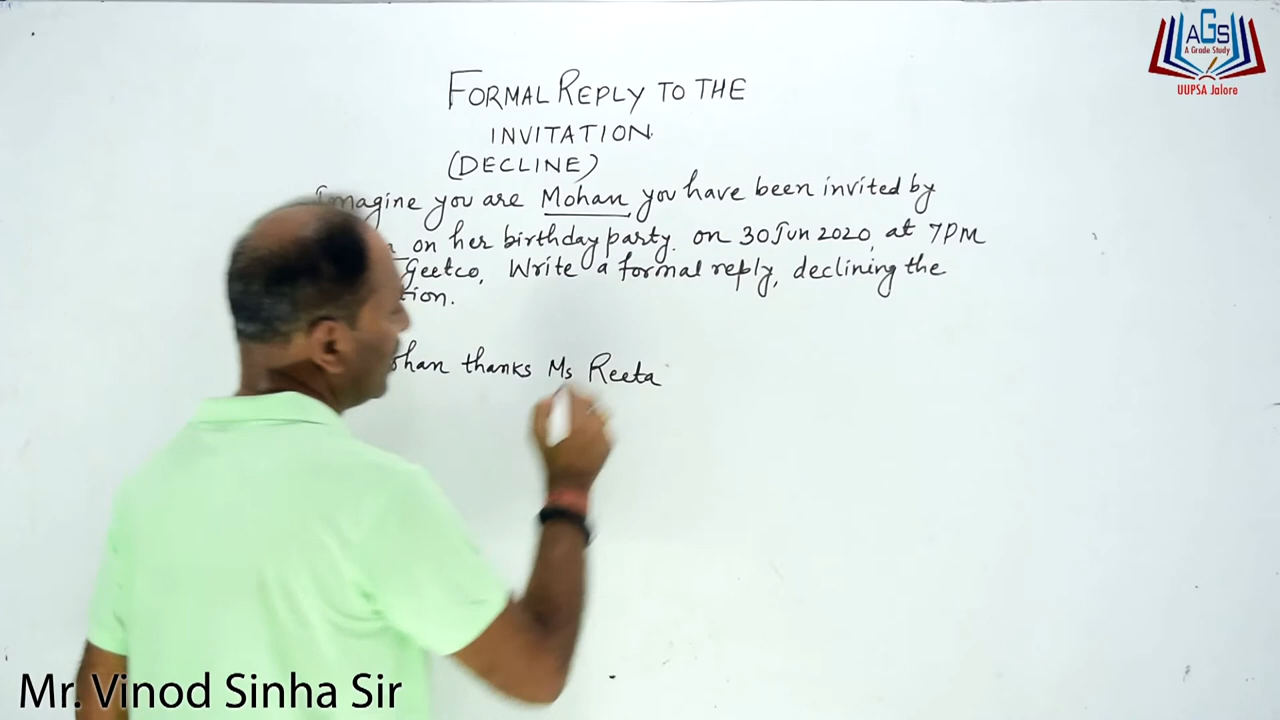 AGS
A Grade Study
UUPSA Jalore
FORMAL REPLY TO THE
INVITATION
(DECLINE)
Imagine you are Mohan you have been invited by
on her birthday party. on 30 Jun 2020, at 7PM
Geetco, Write a formal reply, declining the
tion.
ohan thanks Ms Reeta
Mr. Vinod Sinha Sir